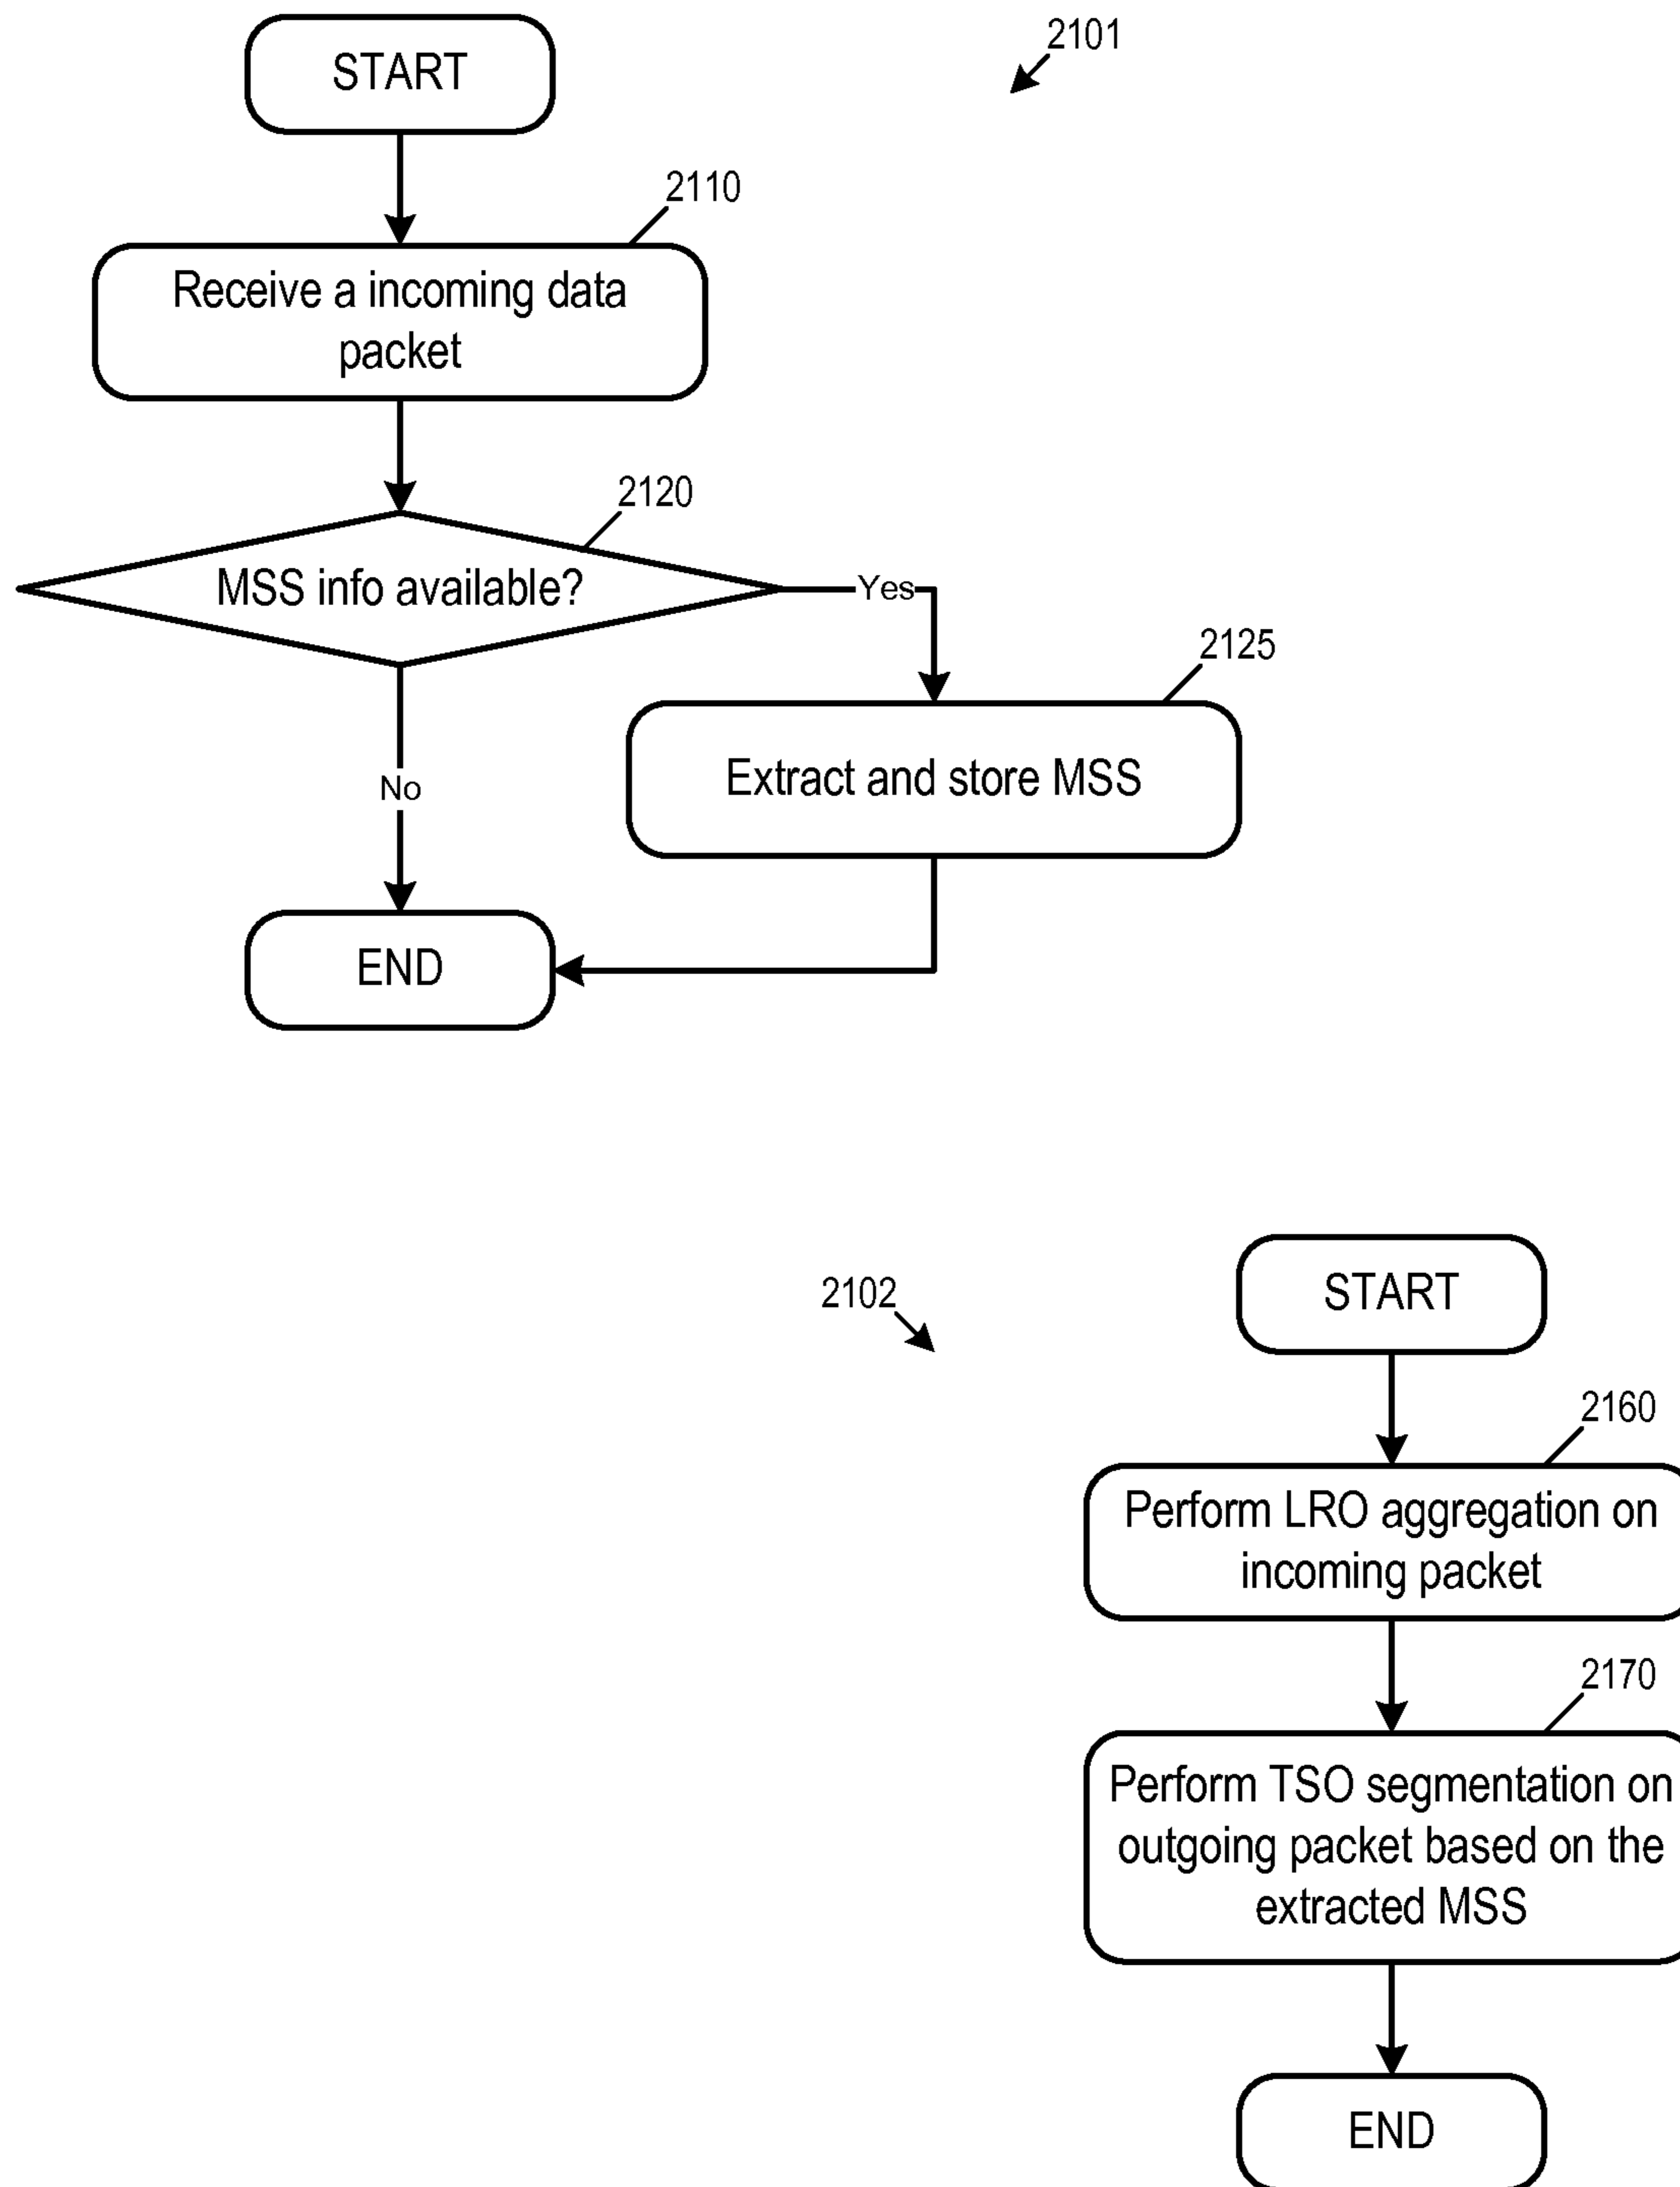 START
2101
2110
Receive a incoming data
packet
2120
MSS info available?
Yes
2125
Extract and store MSS
No
END
2102
START
2160
Perform LRO aggregation on
incoming packet
2170
Perform TSO segmentation on
outgoing packet based on the
extracted MSS
END